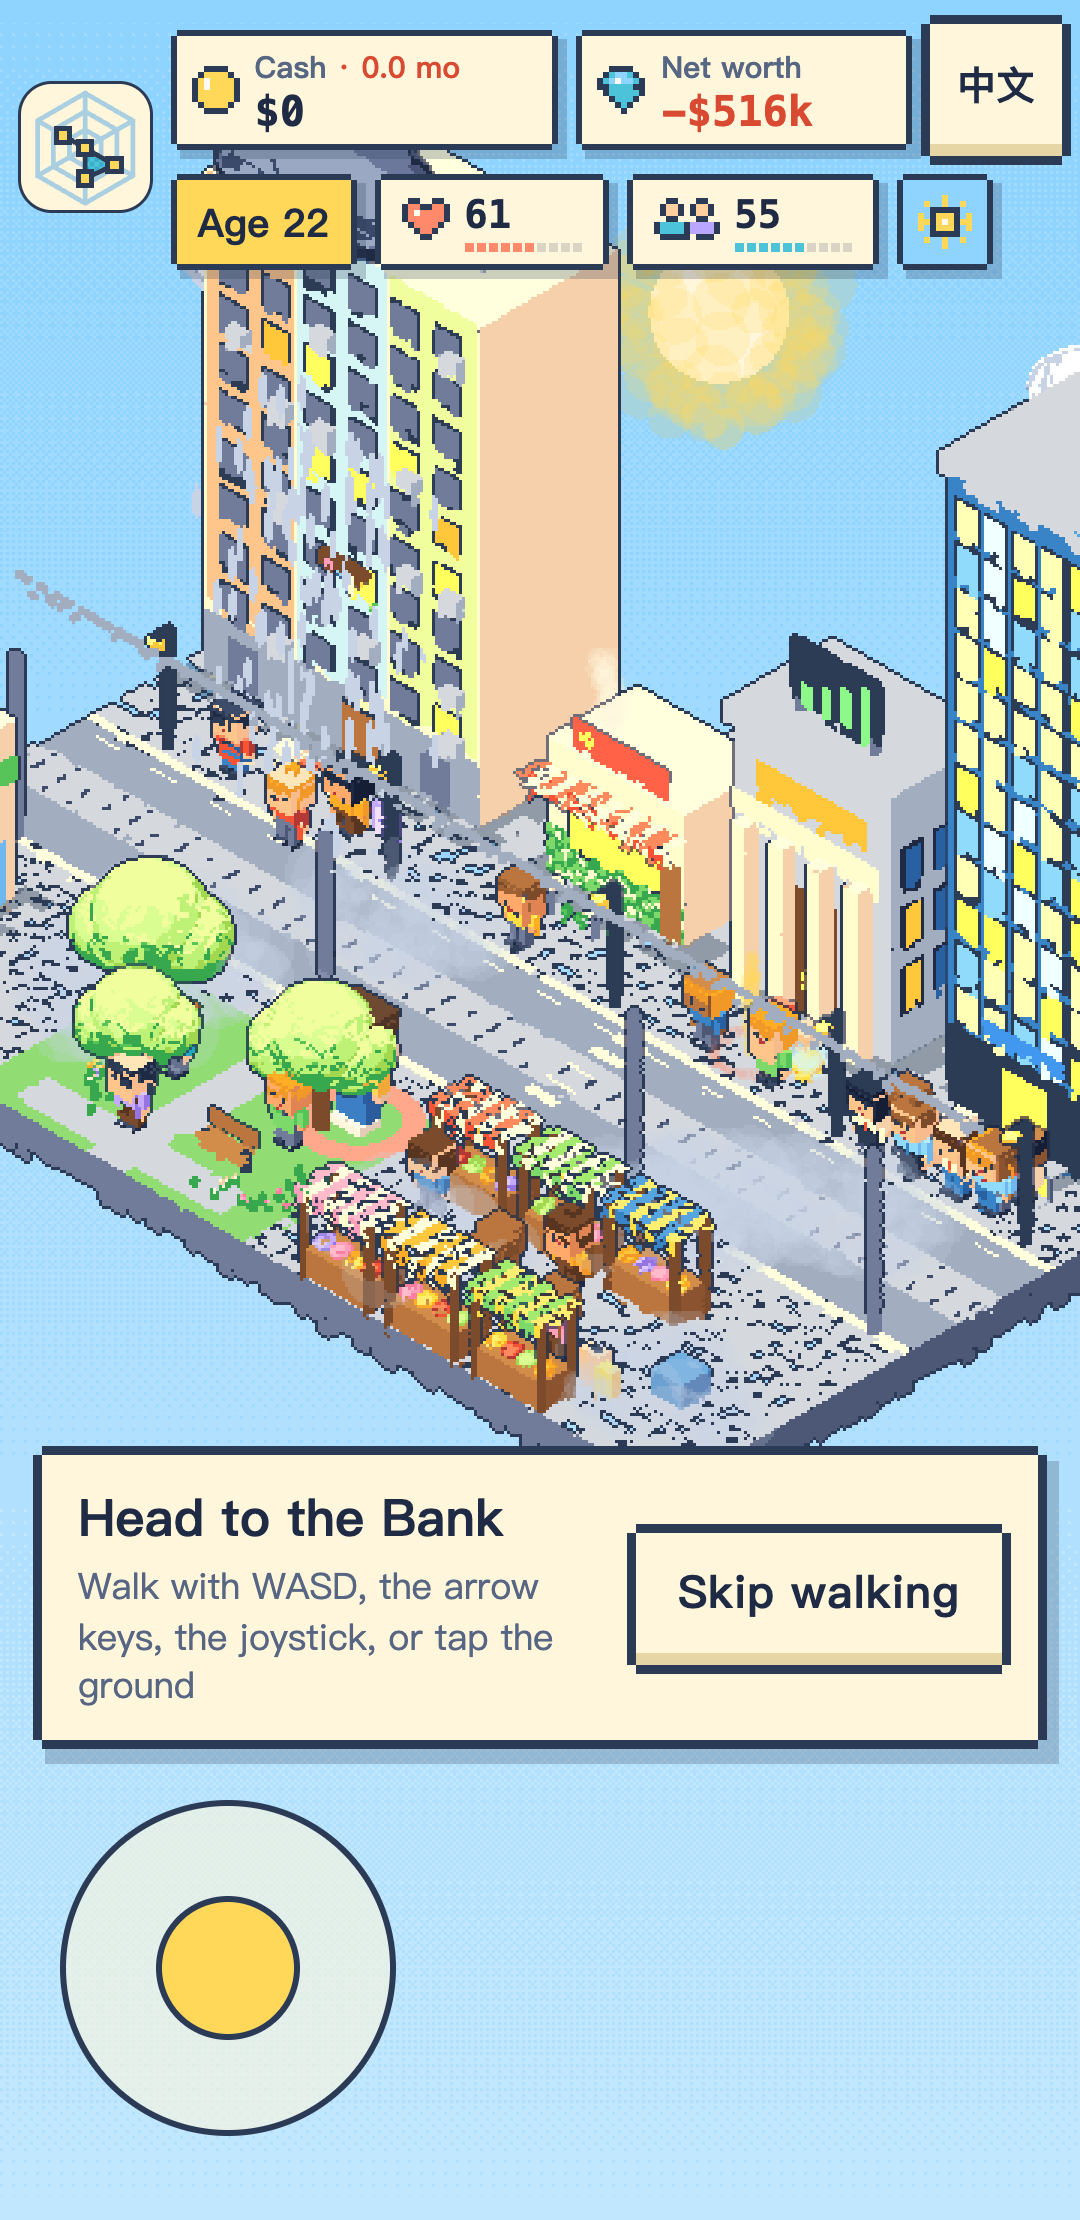 Cash · 0.0 mo
$0
Net worth
-$516k
中文
Age 22
61
55
Head to the Bank
Walk with WASD, the arrow
keys, the joystick, or tap the
ground
Skip walking